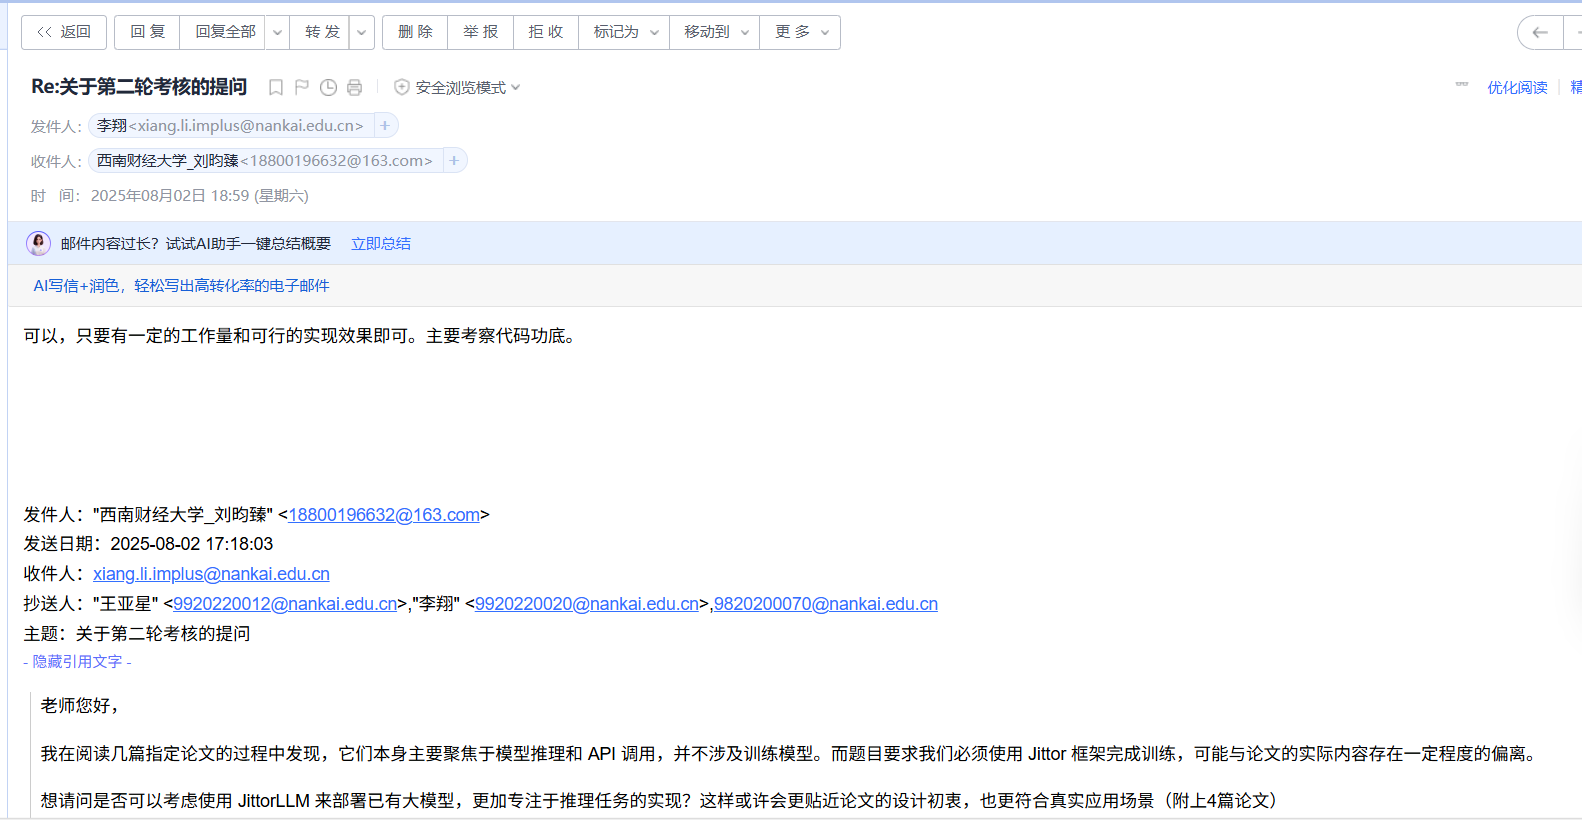 返回 回 复 回复全部 转 发 删 除 举 报 拒 收 标记为 移动到 更 多
Re:关于第二轮考核的提问 安全浏览模式 优化阅读
发件人： 李翔<xiang.li.implus@nankai.edu.cn> +
收件人： 西南财经大学_刘昀臻<18800196632@163.com> +
时 间： 2025年08月02日 18:59 (星期六)
邮件内容过长？试试AI助手一键总结概要 立即总结
AI写信+润色，轻松写出高转化率的电子邮件
可以，只要有一定的工作量和可行的实现效果即可。主要考察代码功底。
发件人："西南财经大学_刘昀臻" <18800196632@163.com>
发送日期：2025-08-02 17:18:03
收件人：xiang.li.implus@nankai.edu.cn
抄送人："王亚星" <9920220012@nankai.edu.cn>,"李翔" <9920220020@nankai.edu.cn>,9820200070@nankai.edu.cn
主题：关于第二轮考核的提问
- 隐藏引用文字 -
老师您好，
我在阅读几篇指定论文的过程中发现，它们本身主要聚焦于模型推理和 API 调用，并不涉及训练模型。而题目要求我们必须使用 Jittor 框架完成训练，可能与论文的实际内容存在一定程度的偏离。
想请问是否可以考虑使用 JittorLLM 来部署已有大模型，更加专注于推理任务的实现？这样或许会更贴近论文的设计初衷，也更符合真实应用场景（附上4篇论文）